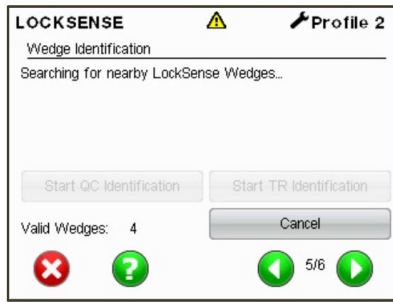 LOCKSENSE Profile 2
Wedge Identification
Searching for nearby LockSense Wedges...
Start QC Identification Start TR Identification
Valid Wedges: 4 Cancel
? 5/6